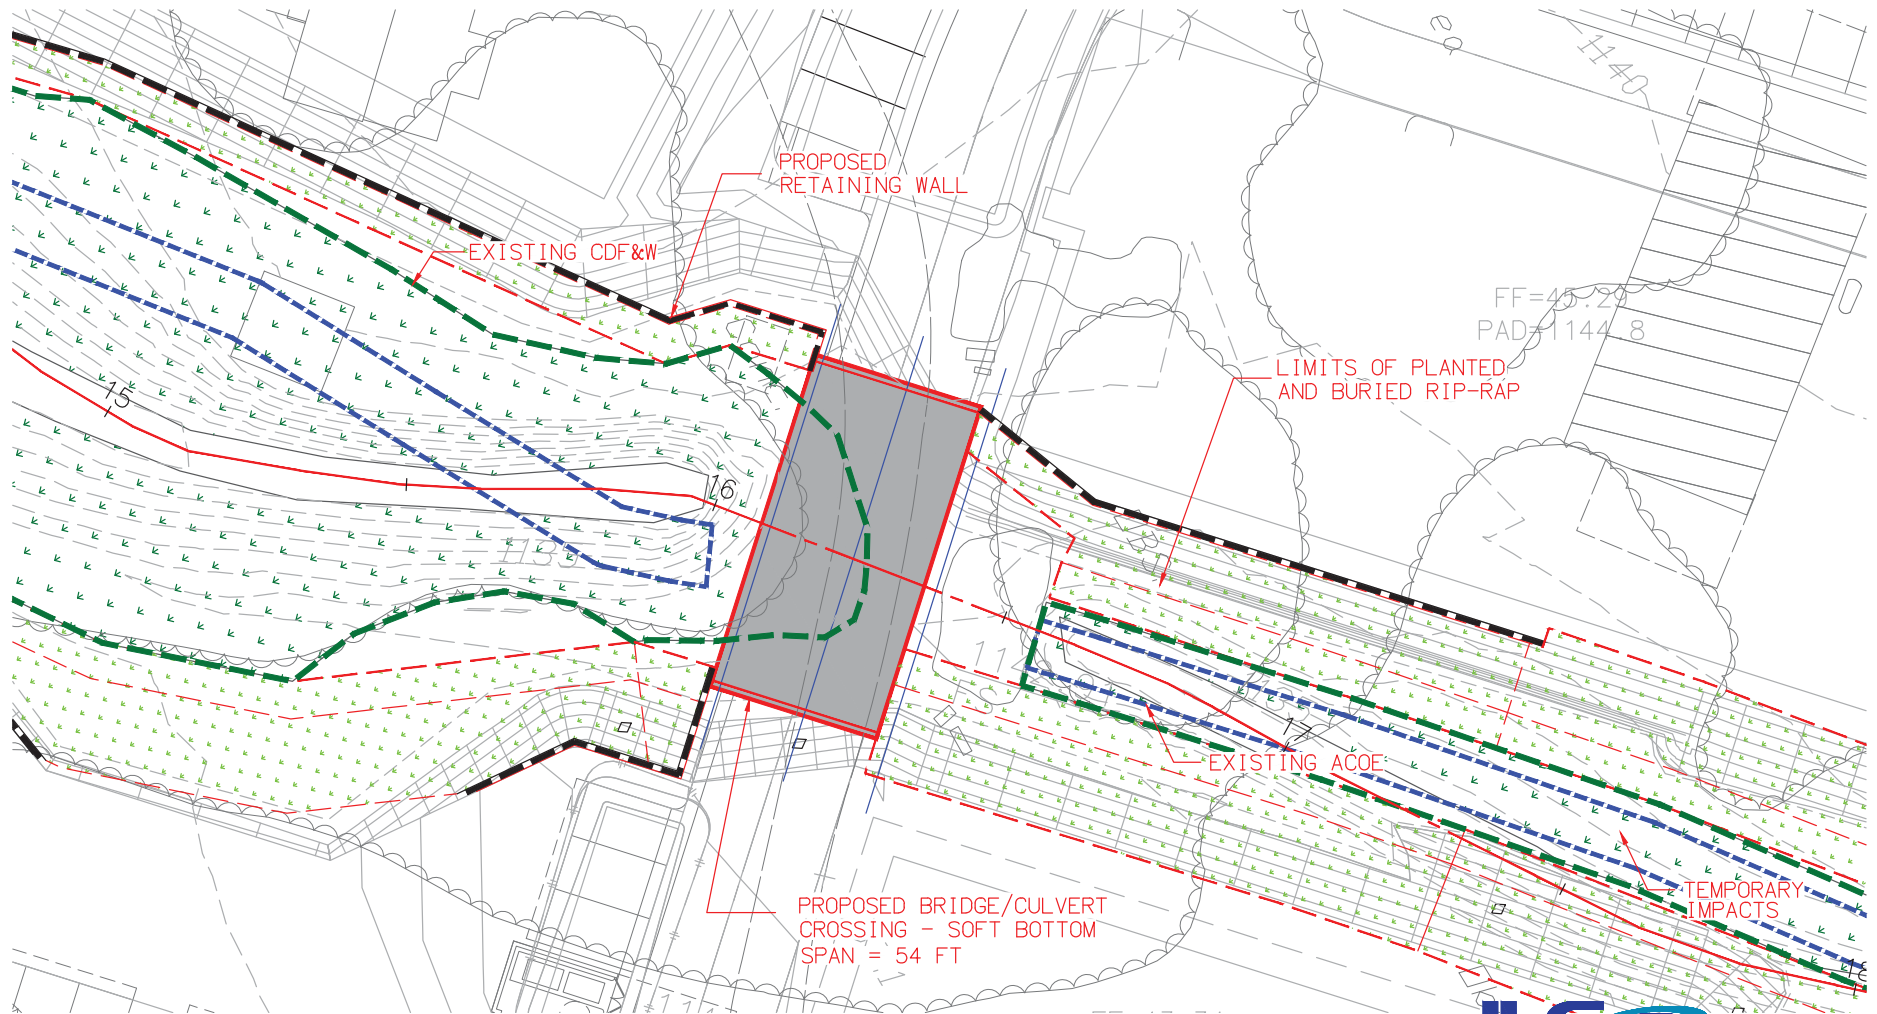 1140
PROPOSED
RETAINING WALL
EXISTING CDF&W
FF=45.29
PAD=1144.8
LIMITS OF PLANTED
AND BURIED RIP-RAP
15
16
1135
17
EXISTING ACOE
TEMPORARY
IMPACTS
PROPOSED BRIDGE/CULVERT
CROSSING - SOFT BOTTOM
SPAN = 54 FT
18